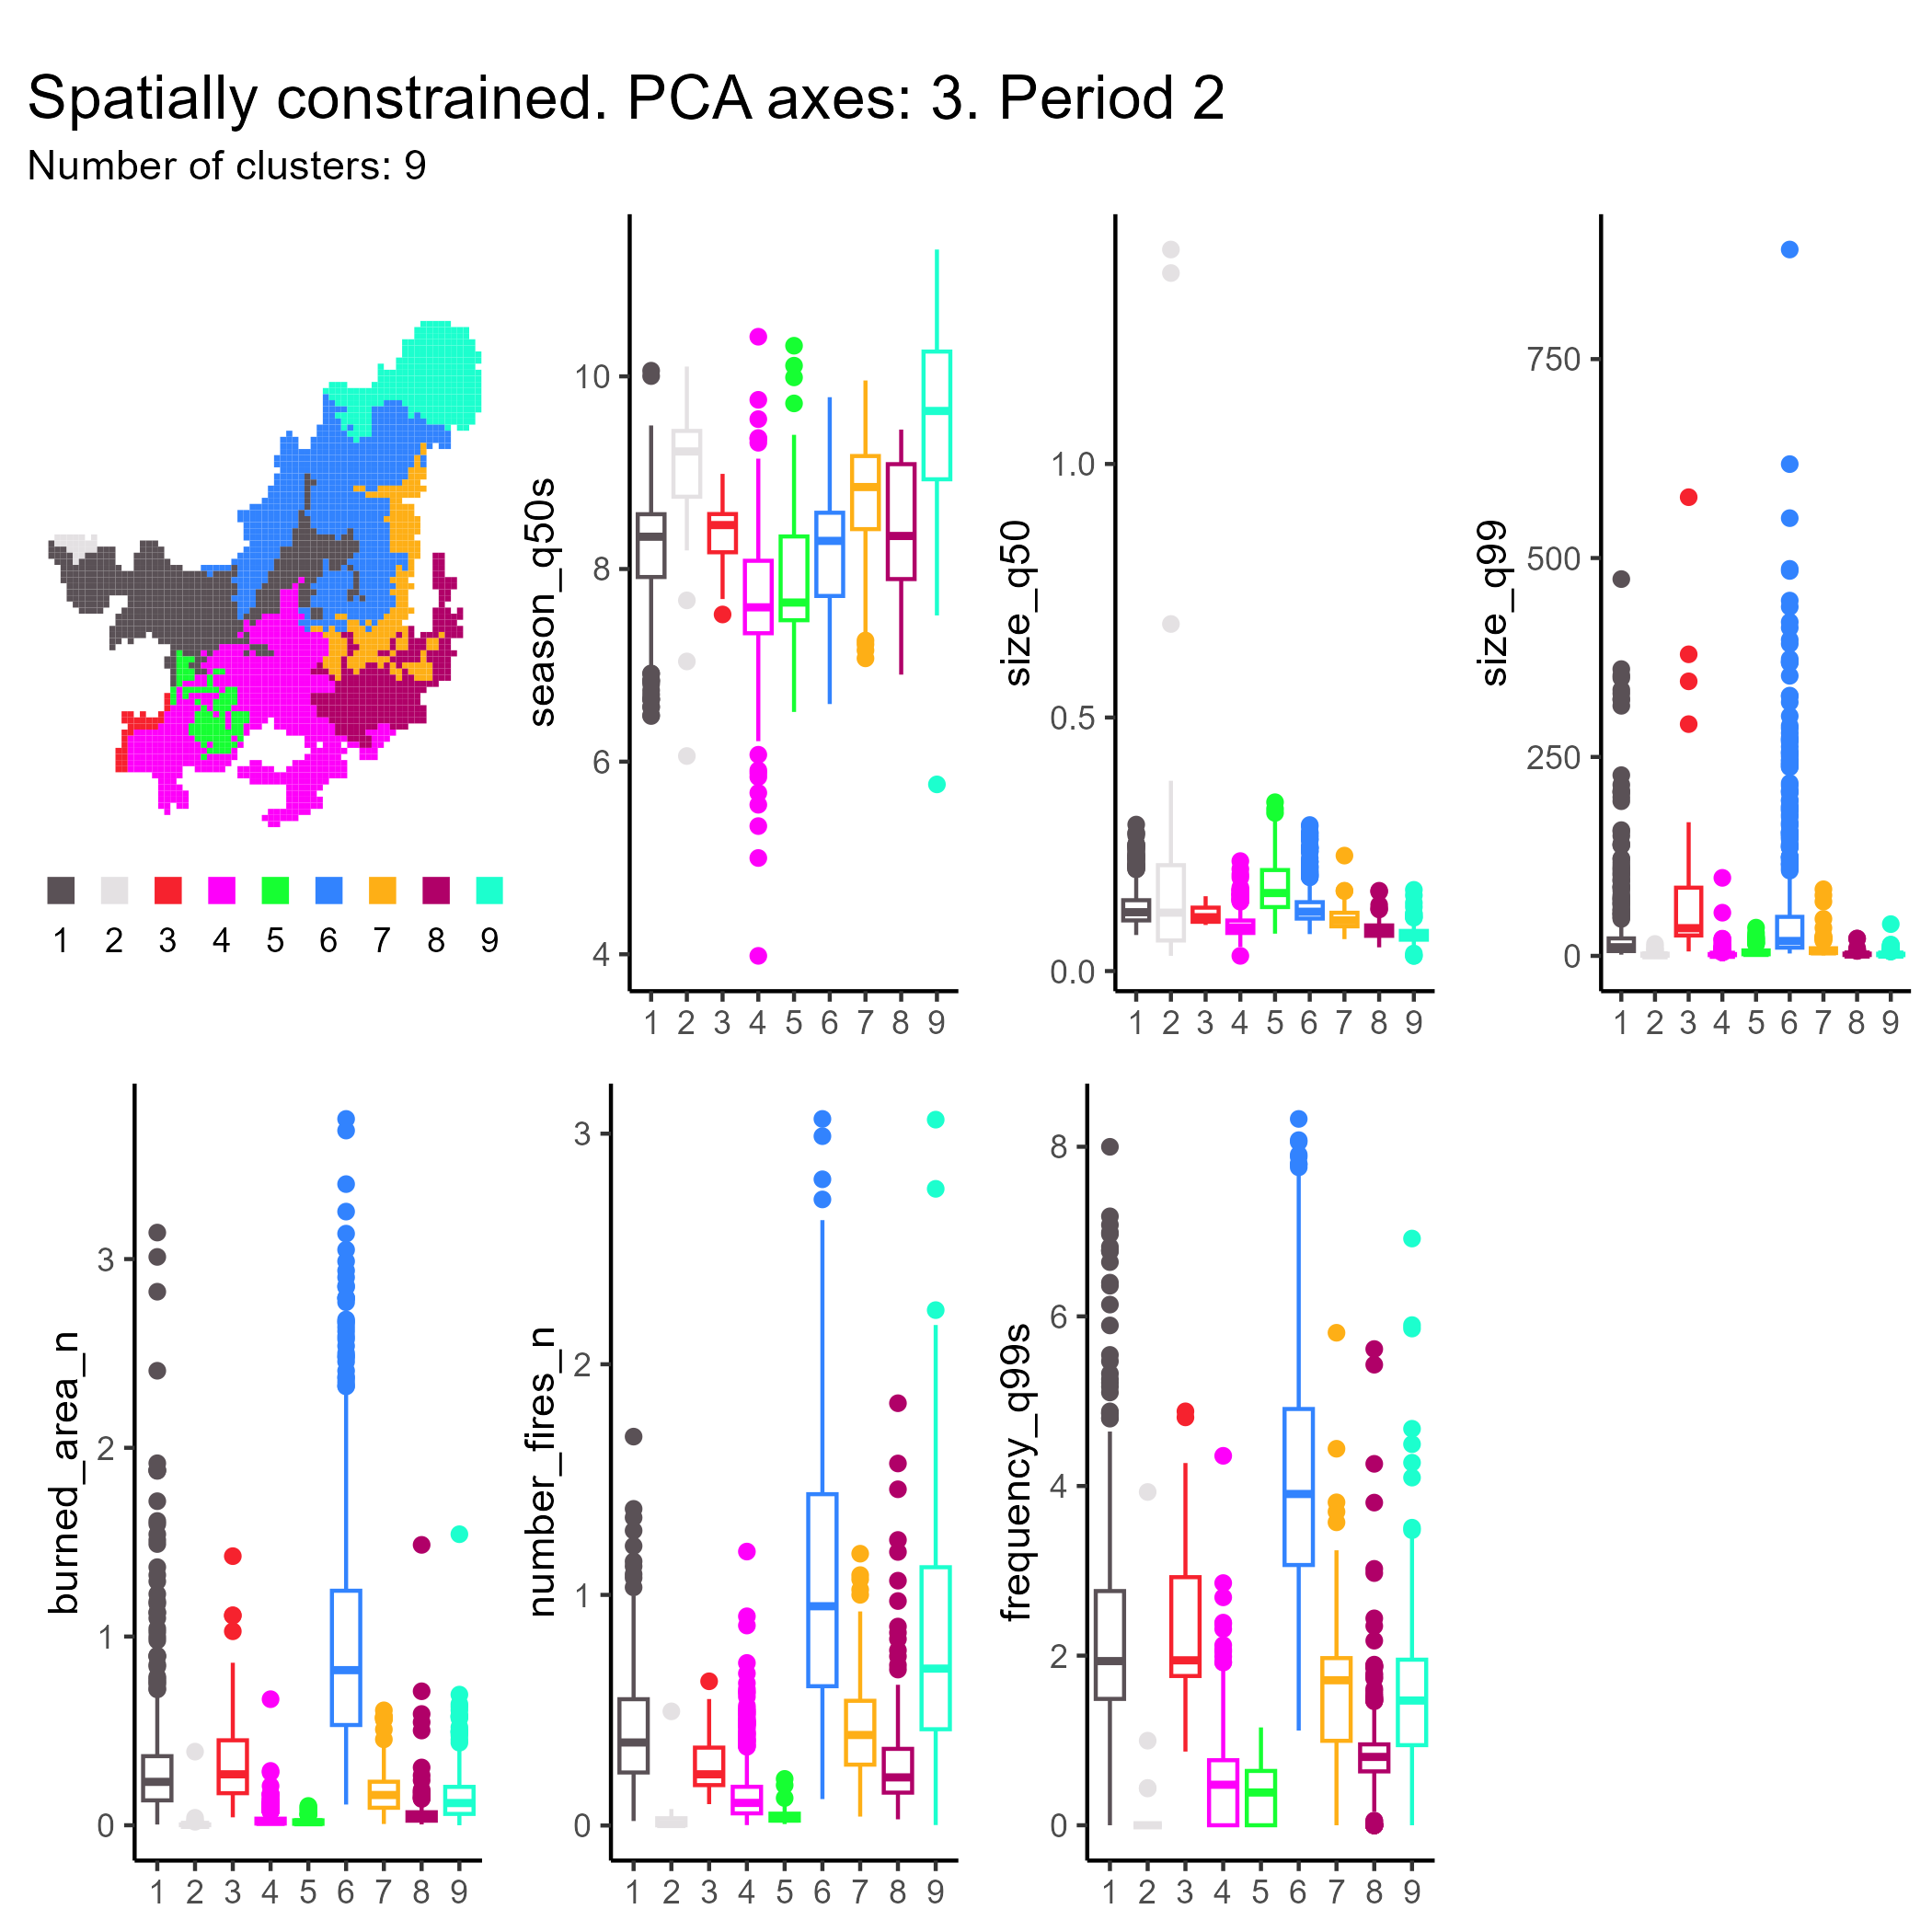 Spatially constrained. PCA axes: 3. Period 2
Number of clusters: 9
1 2 3 4 5 6 7 8 9
season_q50s
10
8
6
4
1 2 3 4 5 6 7 8 9
size_q50
1.0
0.5
0.0
1 2 3 4 5 6 7 8 9
size_q99
750
500
250
0
1 2 3 4 5 6 7 8 9
burned_area_n
3
2
1
0
1 2 3 4 5 6 7 8 9
number_fires_n
3
2
1
0
1 2 3 4 5 6 7 8 9
frequency_q99s
8
6
4
2
0
1 2 3 4 5 6 7 8 9